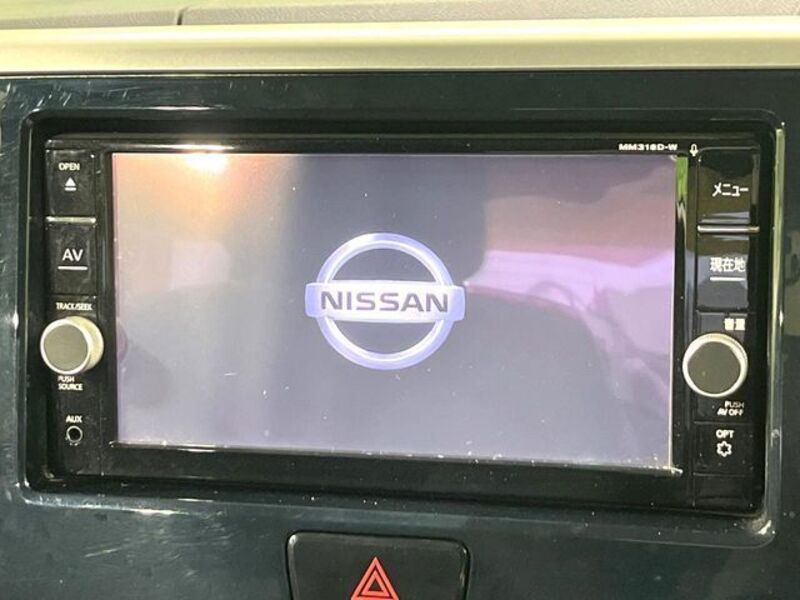 MM316D-W
OPEN
AV
TRACK/SEEK
PUSH
SOURCE
AUX
NISSAN
メニュー
現在地
音量
PUSH
AV OFF
OPT